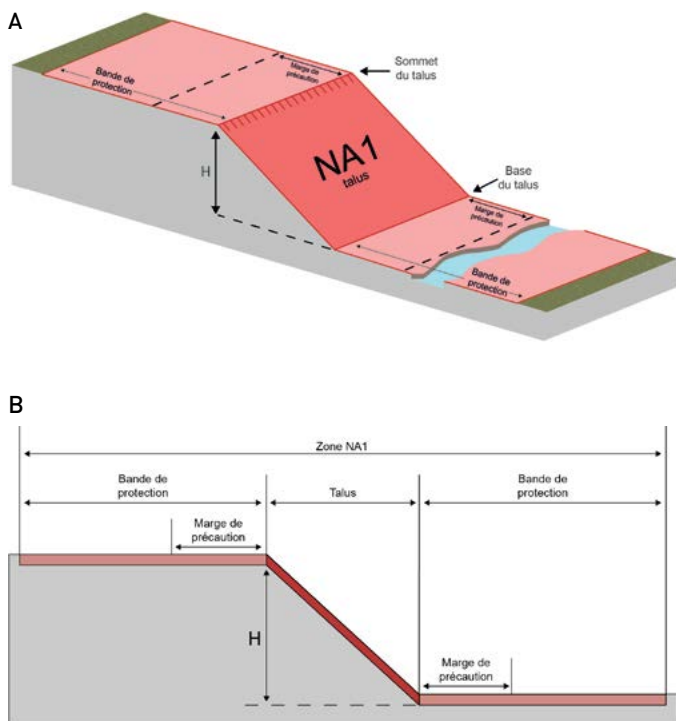 A
Sommet
du talus
Marge de
précaution
Bande de
protection
H
NA1
talus
Base
du talus
Marge de
précaution
Bande de
protection
B
Zone NA1
Bande de
protection
Talus
Bande de
protection
Marge de
précaution
H
Marge de
précaution